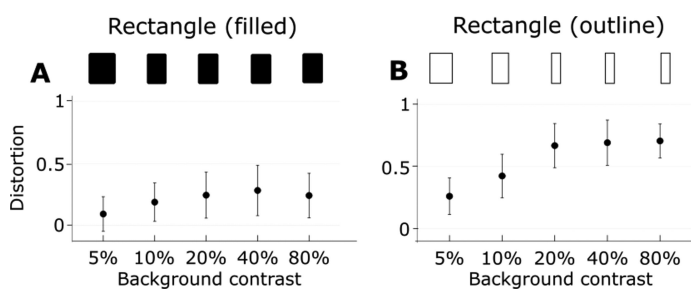 Rectangle (filled)
A
1
0.5
0
Distortion
5% 10% 20% 40% 80%
Background contrast
Rectangle (outline)
B
1
0.5
0
5% 10% 20% 40% 80%
Background contrast